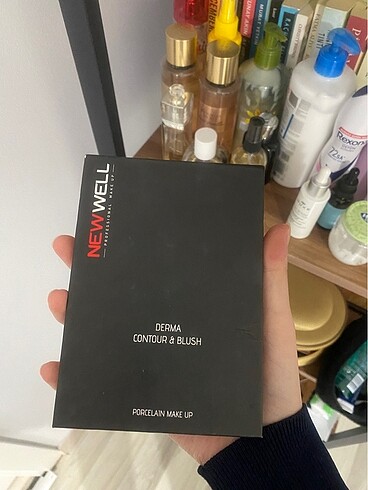 NEWWELL
PROFESSIONAL MAKE UP
DERMA
CONTOUR & BLUSH
PORCELAIN MAKE UP
Rexona